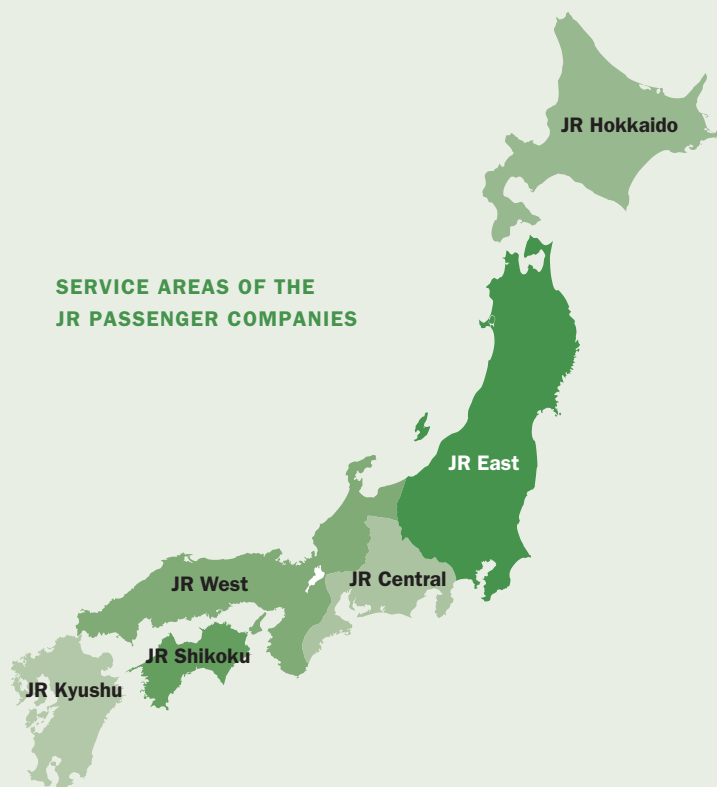 JR Hokkaido
SERVICE AREAS OF THE
JR PASSENGER COMPANIES
JR East
JR West
JR Central
JR Shikoku
JR Kyushu